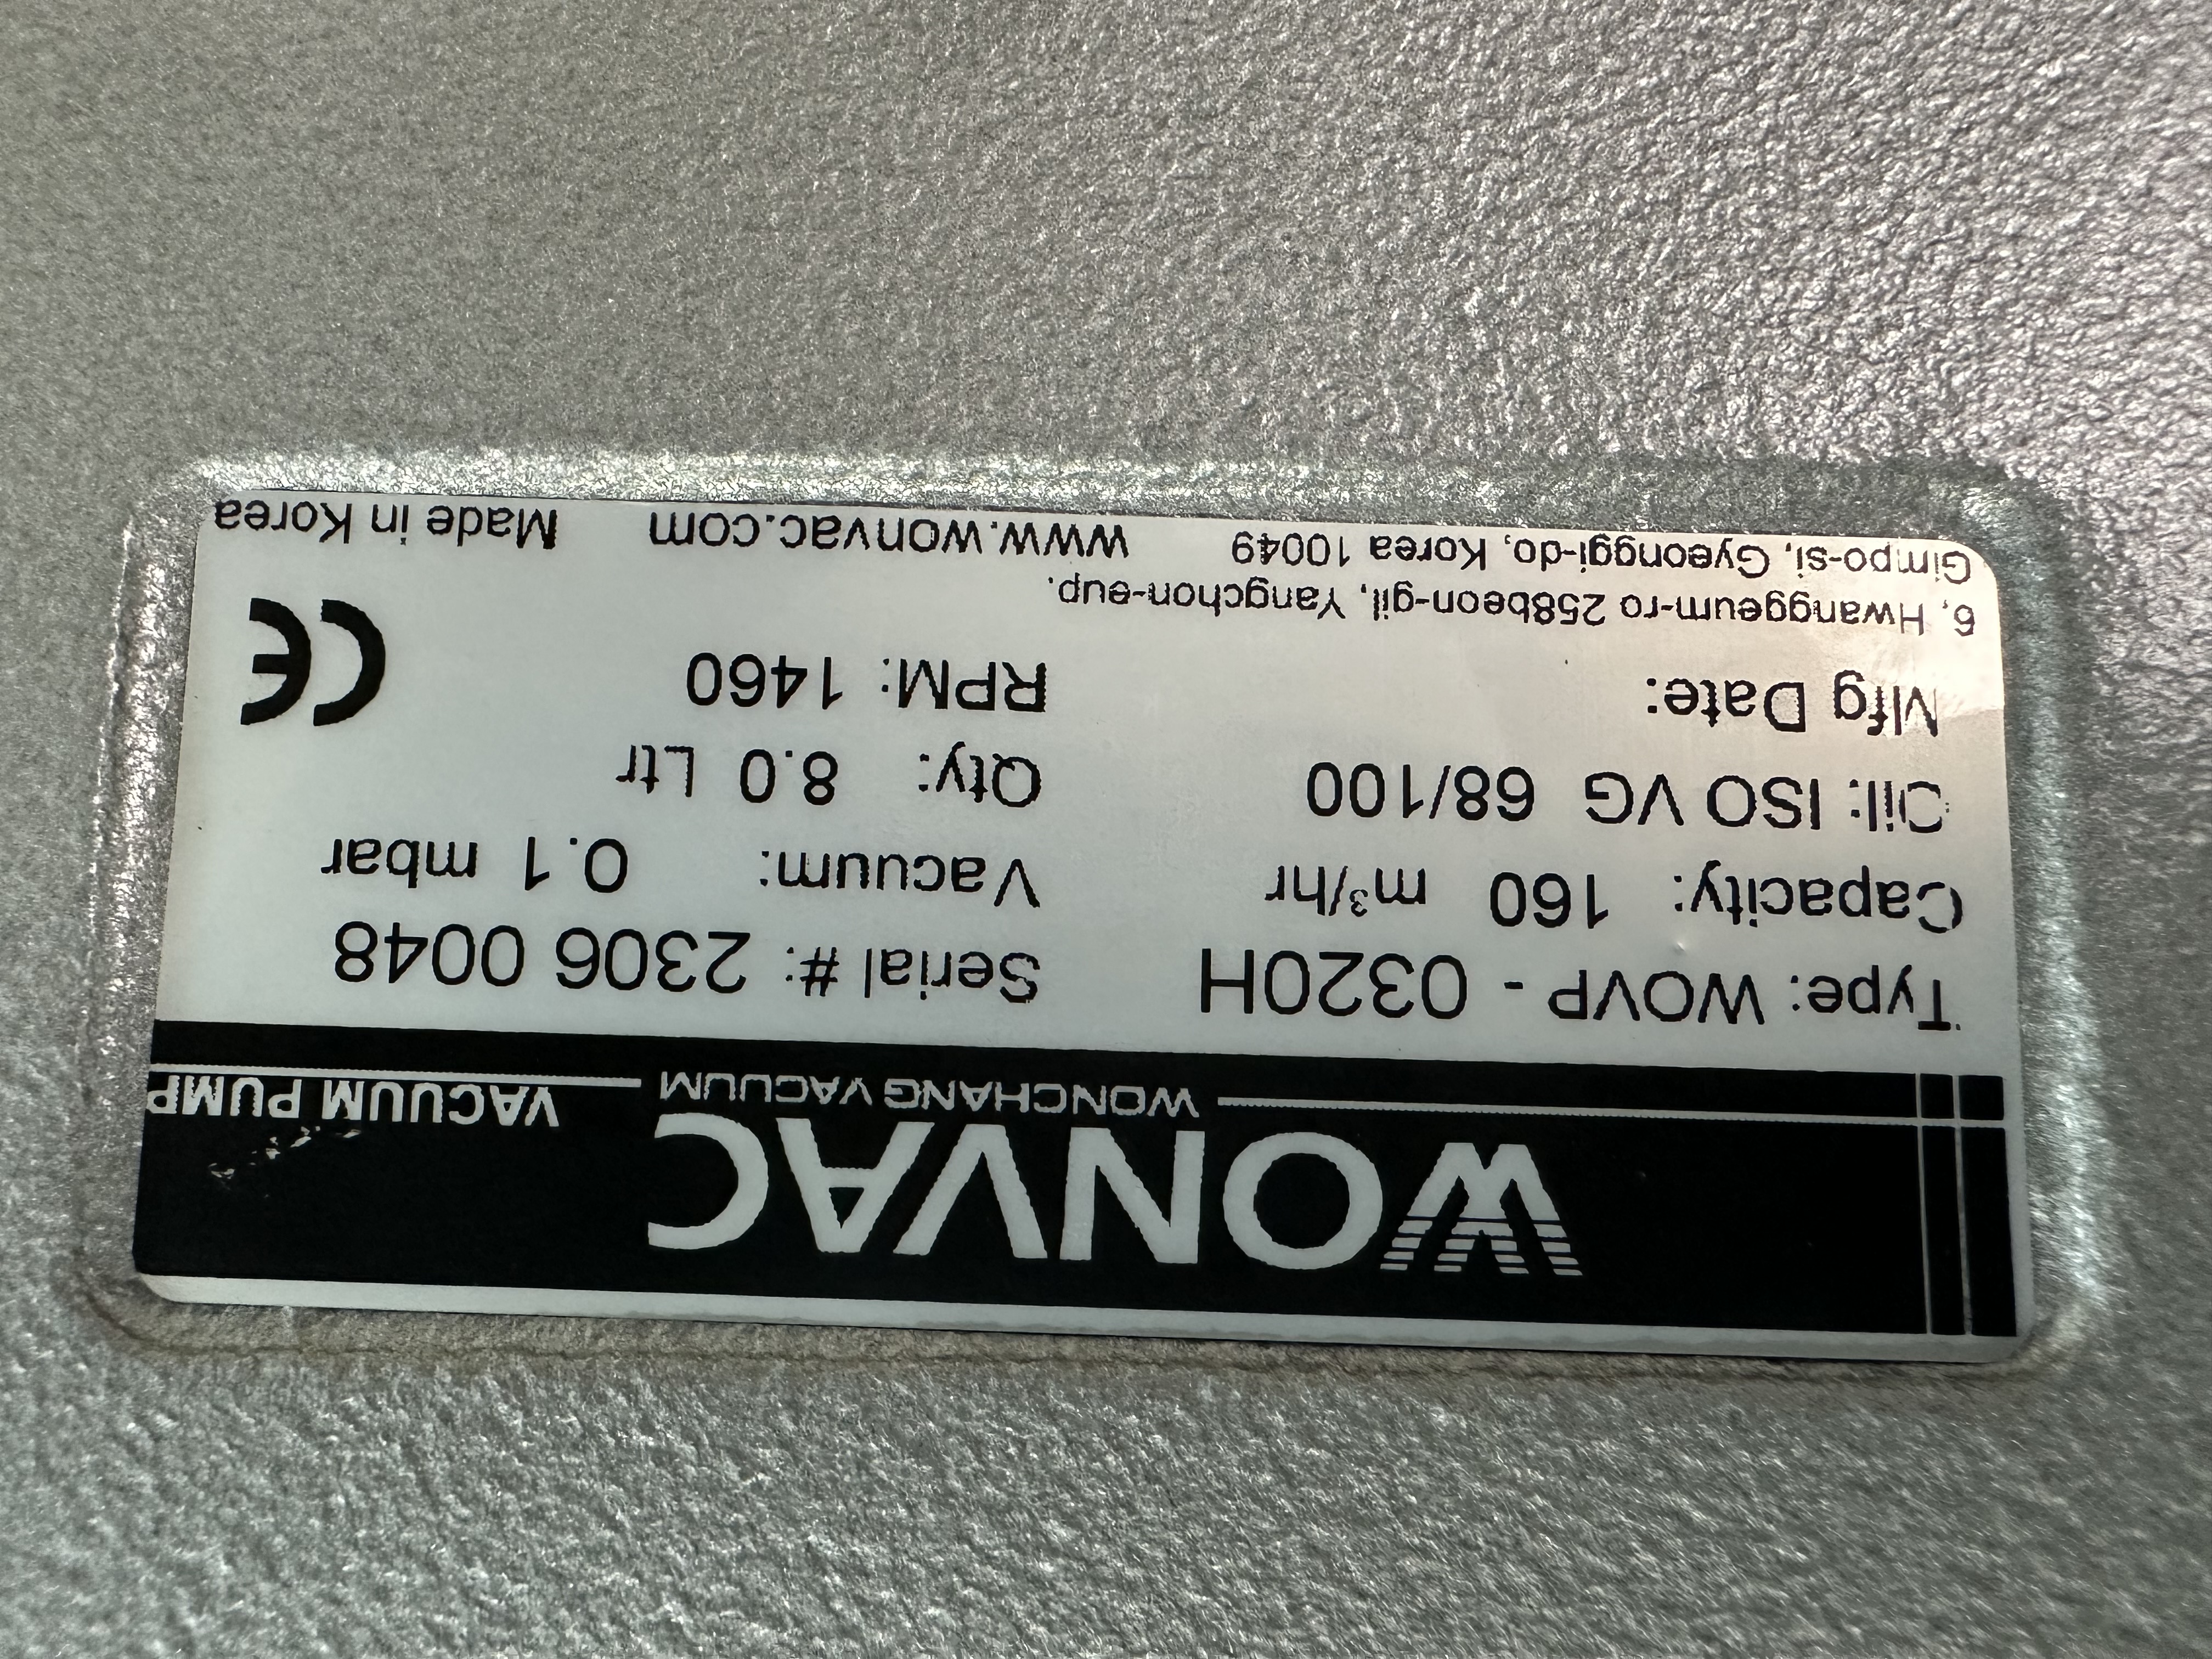 WONVAC
WONCHANG VACUUM
VACUUM PUMP
Type: WOVP - 0320H Serial #: 2306 0048
Capacity: 160 m³/hr Vacuum: 0.1 mbar
Oil: ISO VG 68/100 Qty: 8.0 Ltr
Mfg Date: RPM: 1460
CE
6, Hwanggeum-ro 258beon-gil, Yangchon-eup.
Gimpo-si, Gyeonggi-do, Korea 10049 www.wonvac.com Made in Korea